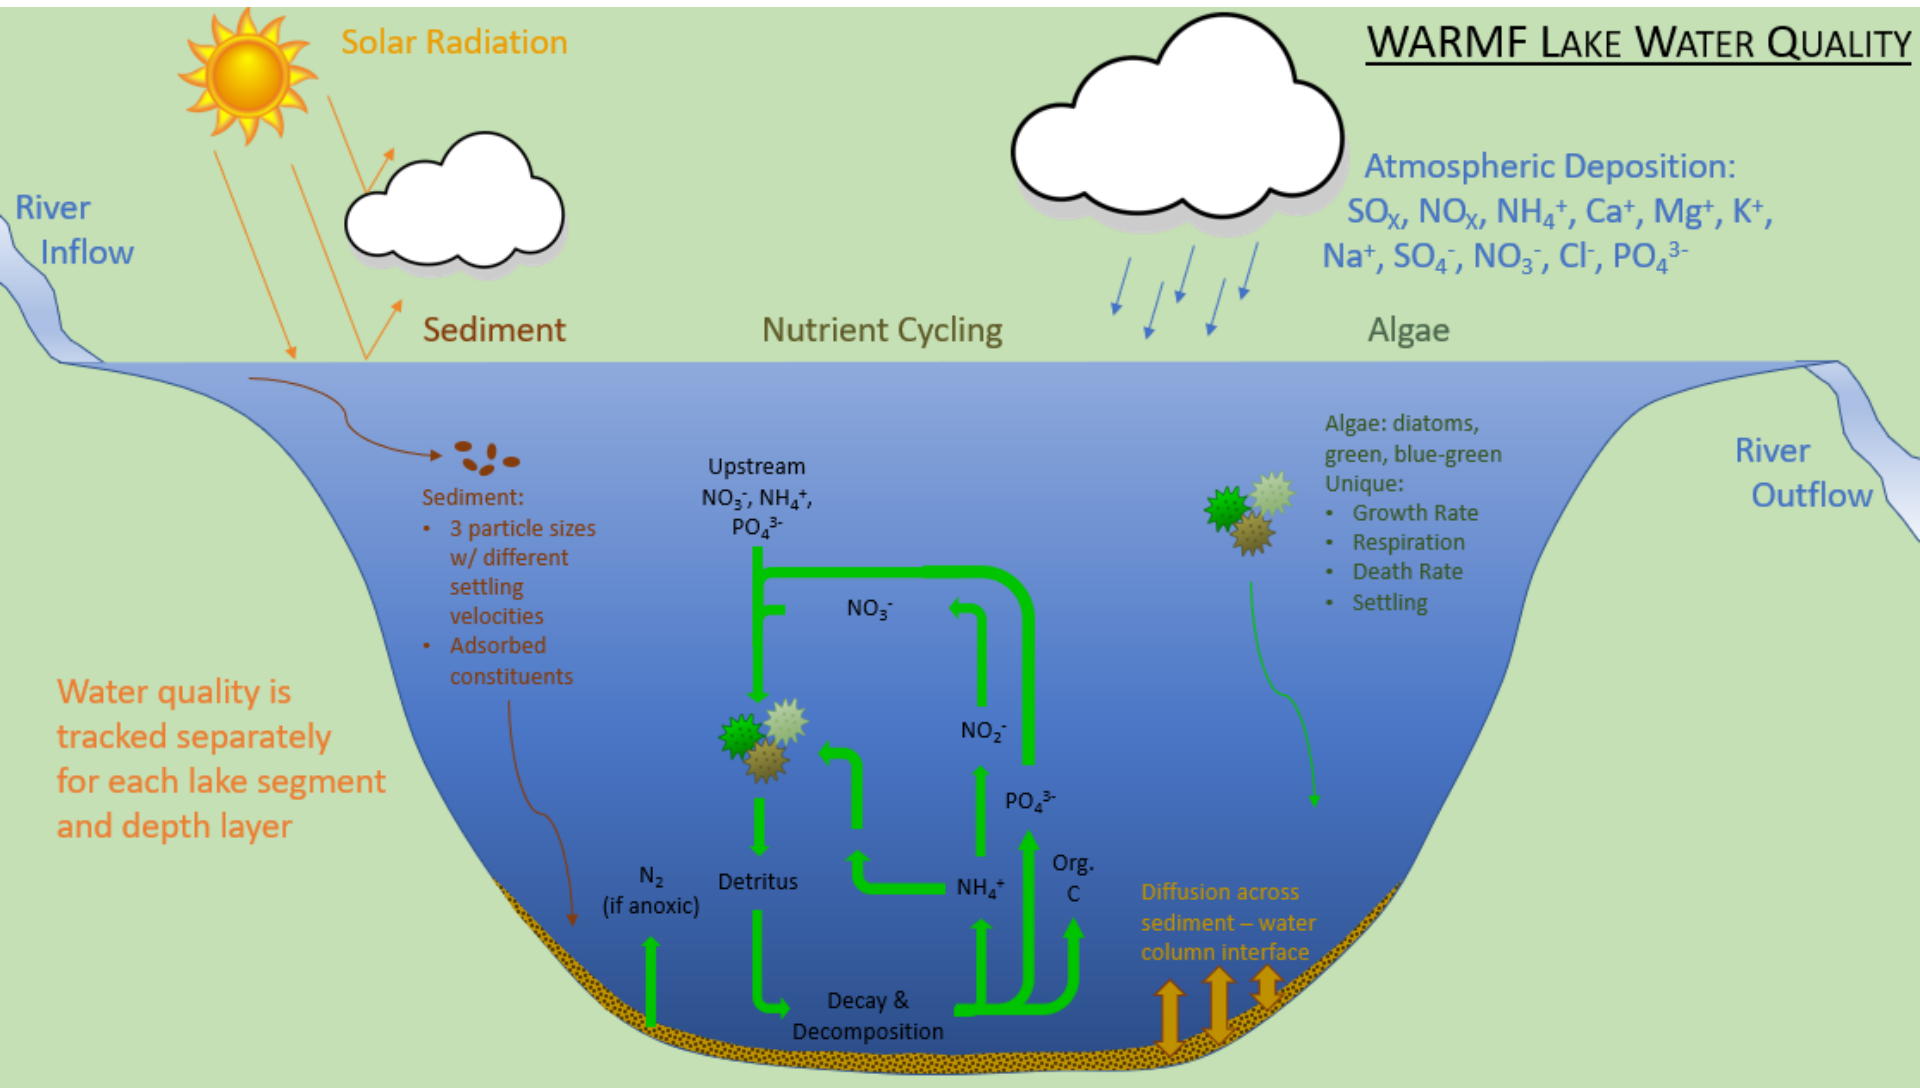 Solar Radiation
WARMF LAKE WATER QUALITY
River
Inflow
Atmospheric Deposition:
SOₓ, NOₓ, NH₄⁺, Ca⁺, Mg⁺, K⁺,
Na⁺, SO₄⁻, NO₃⁻, Cl⁻, PO₄³⁻
Sediment
Nutrient Cycling
Algae
Sediment:
• 3 particle sizes
w/ different
settling
velocities
• Adsorbed
constituents
Upstream
NO₃⁻, NH₄⁺,
PO₄³⁻
NO₃⁻
NO₂⁻
PO₄³⁻
NH₄⁺
Org.
C
Detritus
N₂
(if anoxic)
Decay &
Decomposition
Algae: diatoms,
green, blue-green
Unique:
• Growth Rate
• Respiration
• Death Rate
• Settling
River
Outflow
Water quality is
tracked separately
for each lake segment
and depth layer
Diffusion across
sediment – water
column interface